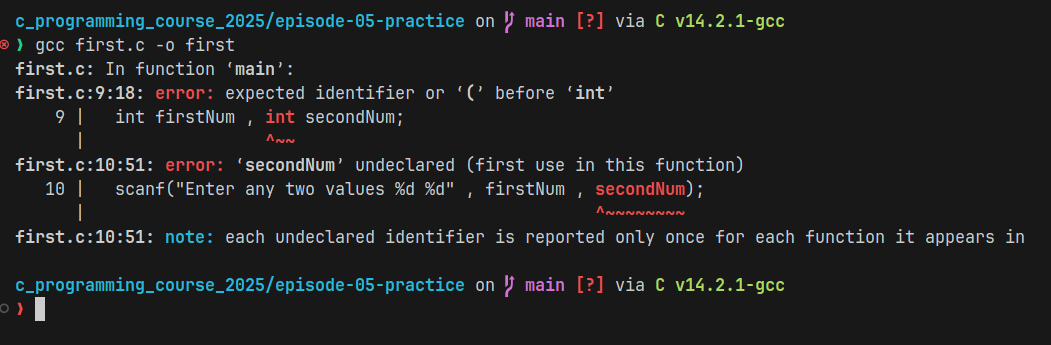 c_programming_course_2025/episode-05-practice on  main [?] via C v14.2.1-gcc
❯ gcc first.c -o first
first.c: In function ‘main’:
first.c:9:18: error: expected identifier or ‘(’ before ‘int’
    9 |   int firstNum , int secondNum;
      |                  ^~~
first.c:10:51: error: ‘secondNum’ undeclared (first use in this function)
   10 |   scanf("Enter any two values %d %d" , firstNum , secondNum);
      |                                                   ^~~~~~~~~
first.c:10:51: note: each undeclared identifier is reported only once for each function it appears in
c_programming_course_2025/episode-05-practice on  main [?] via C v14.2.1-gcc
❯